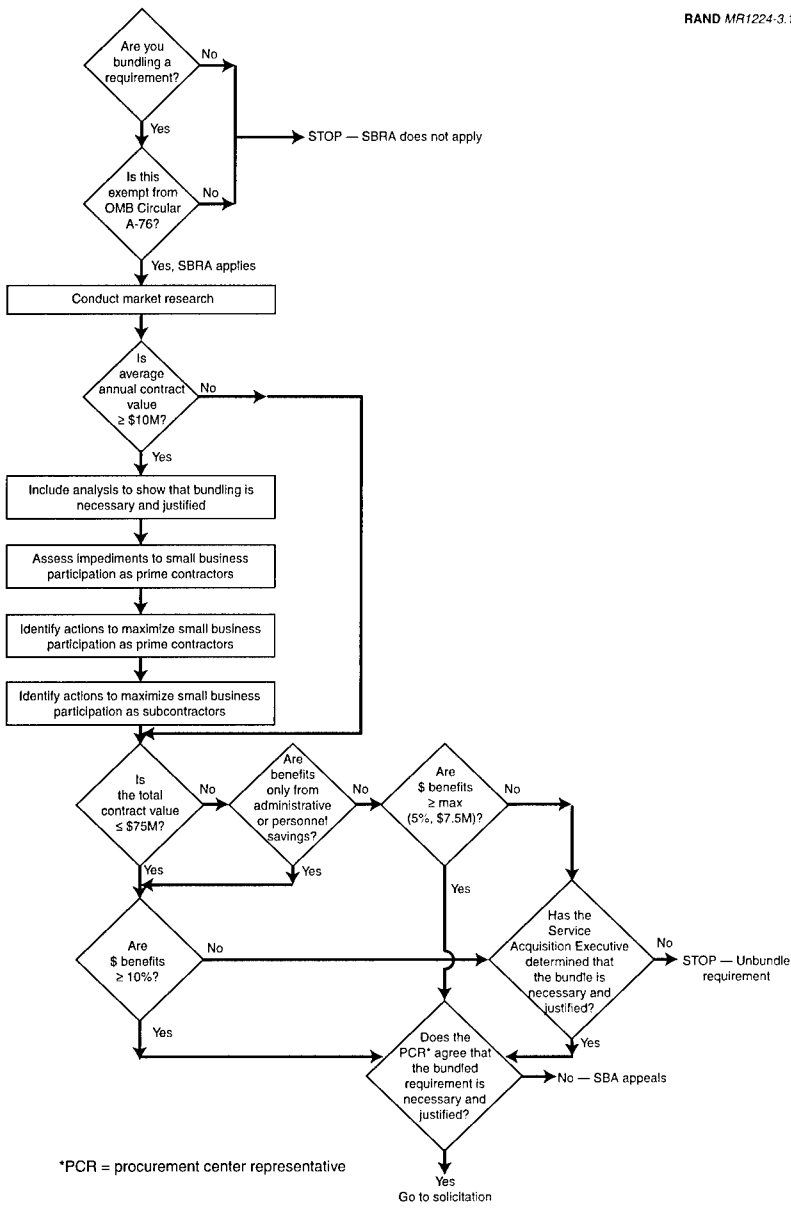 RAND MR1224-3.1
Are you
bundling a
requirement?
No
Yes
STOP — SBRA does not apply
Is this
exempt from
OMB Circular
A-76?
No
Yes, SBRA applies
Conduct market research
Is
average
annual contract
value
≥ $10M?
No
Yes
Include analysis to show that bundling is
necessary and justified
Assess impediments to small business
participation as prime contractors
Identify actions to maximize small business
participation as prime contractors
Identify actions to maximize small business
participation as subcontractors
Is
the total
contract value
≤ $75M?
No
Yes
Are
benefits
only from
administrative
or personnel
savings?
No
Yes
Are
$ benefits
≥ max
(5%, $7.5M)?
No
Yes
Are
$ benefits
≥ 10%?
No
Yes
Has the
Service
Acquisition Executive
determined that
the bundle is
necessary and
justified?
No
STOP — Unbundle
requirement
Yes
Does the
PCR* agree that
the bundled
requirement is
necessary and
justified?
No — SBA appeals
Yes
Go to solicitation
*PCR = procurement center representative